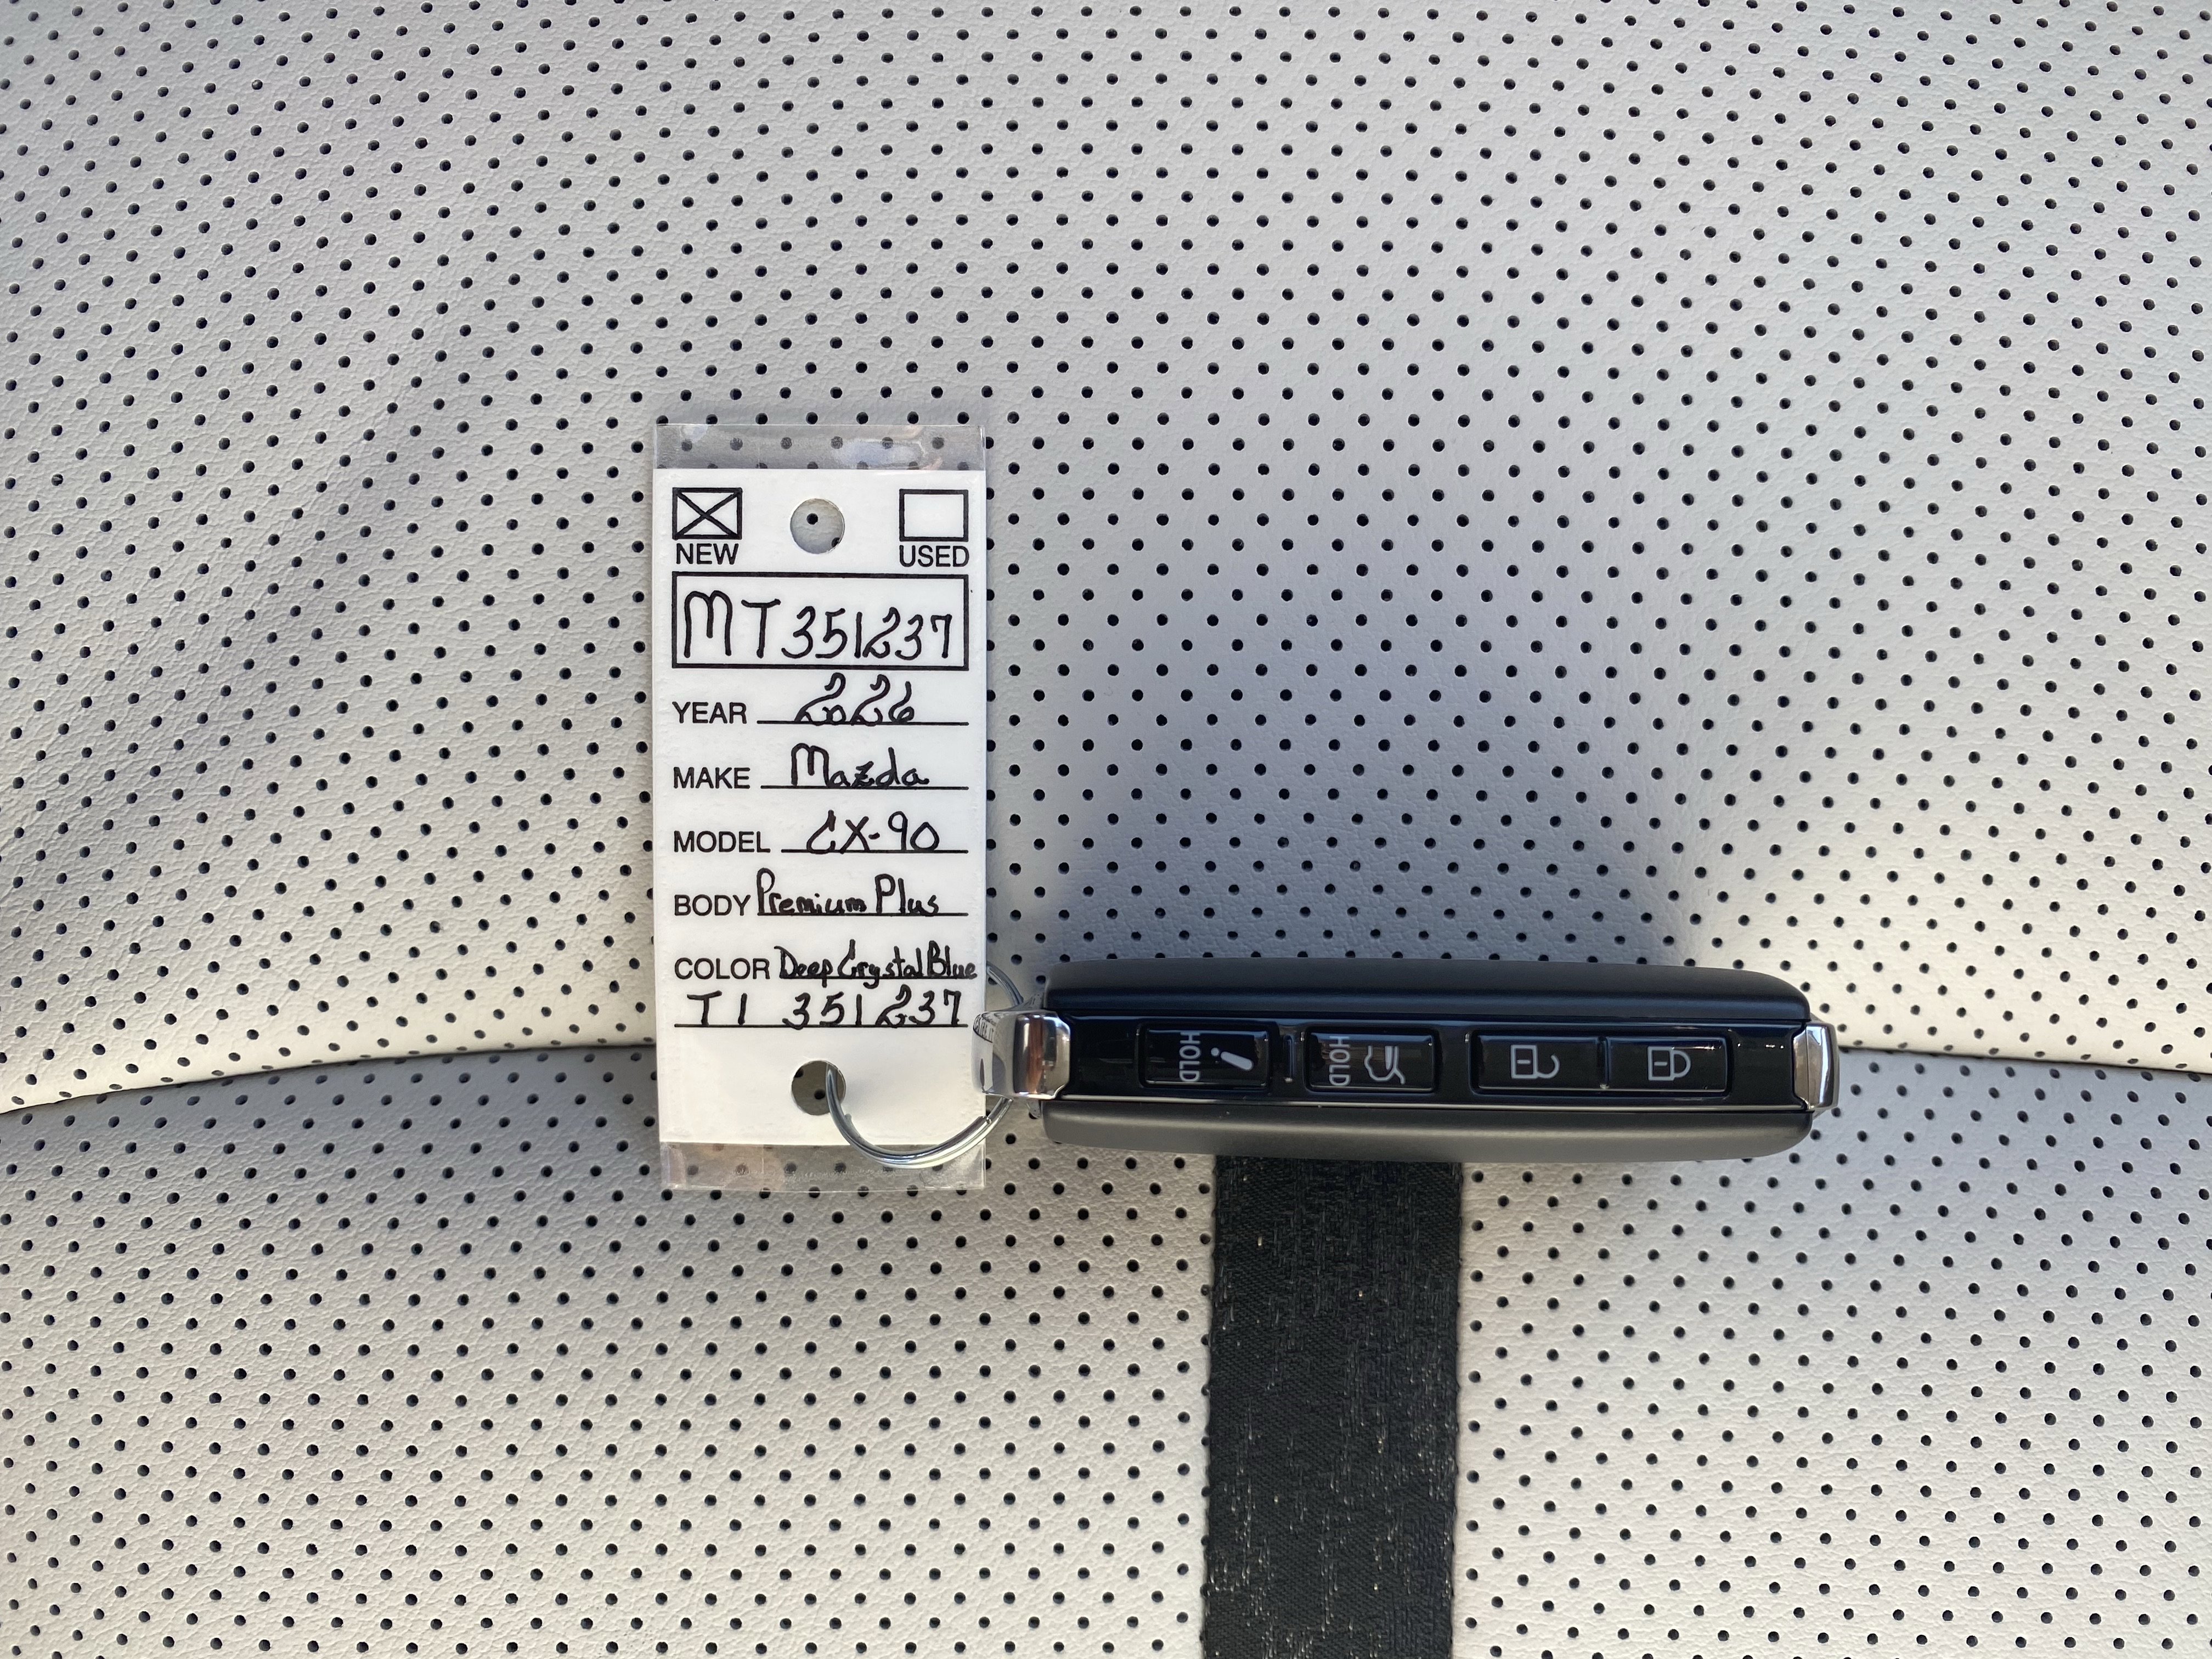 NEW USED
MT351237
YEAR 2026
MAKE Mazda
MODEL CX-90
BODY Premium Plus
COLOR Deep Crystal Blue
T1 351237
HOLD HOLD